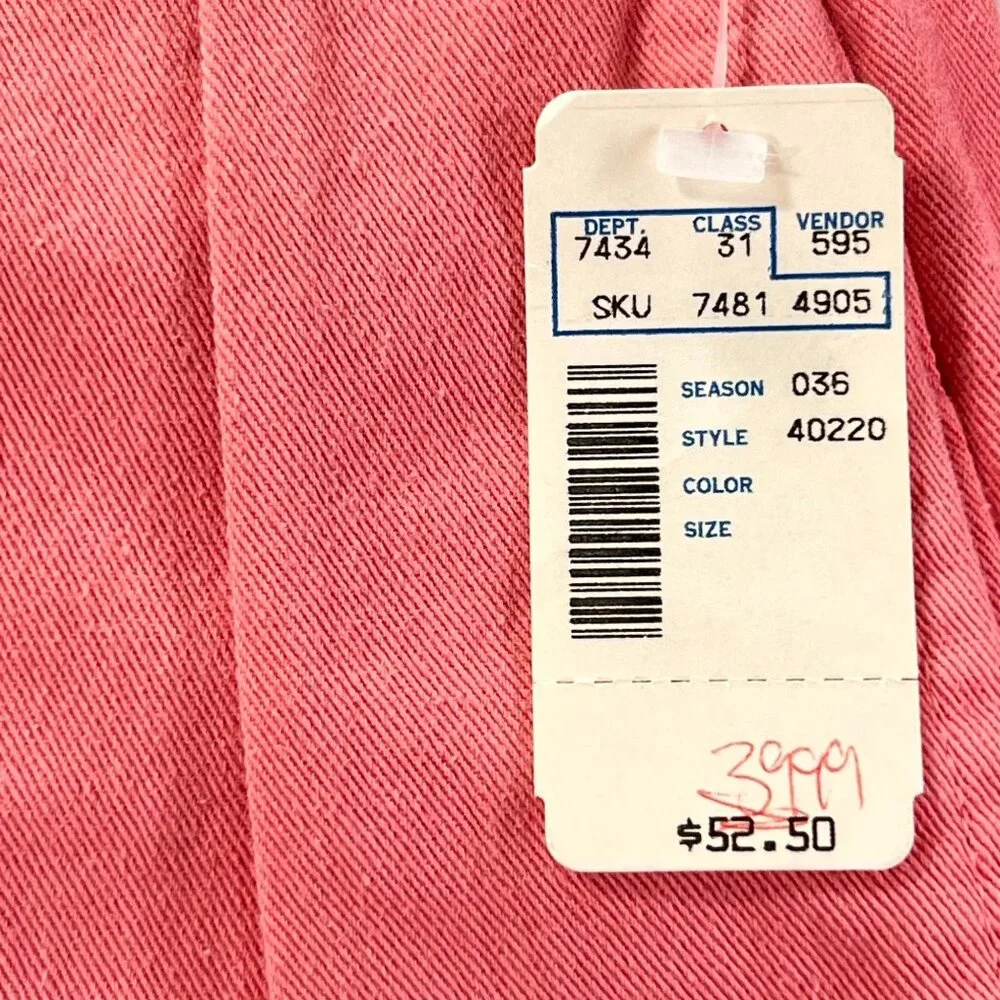 DEPT. CLASS VENDOR
7434 31 595
SKU 7481 4905
SEASON 036
STYLE 40220
COLOR
SIZE
3999
$52.50